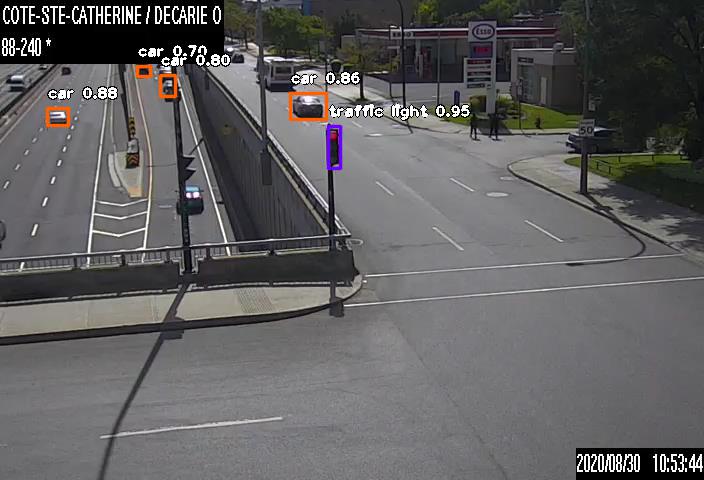 COTE-STE-CATHERINE / DECARIE O
88-240 *
car 0.70
car 0.80
car 0.86
car 0.88
traffic light 0.95
Esso
50
2020/08/30 10:53:44